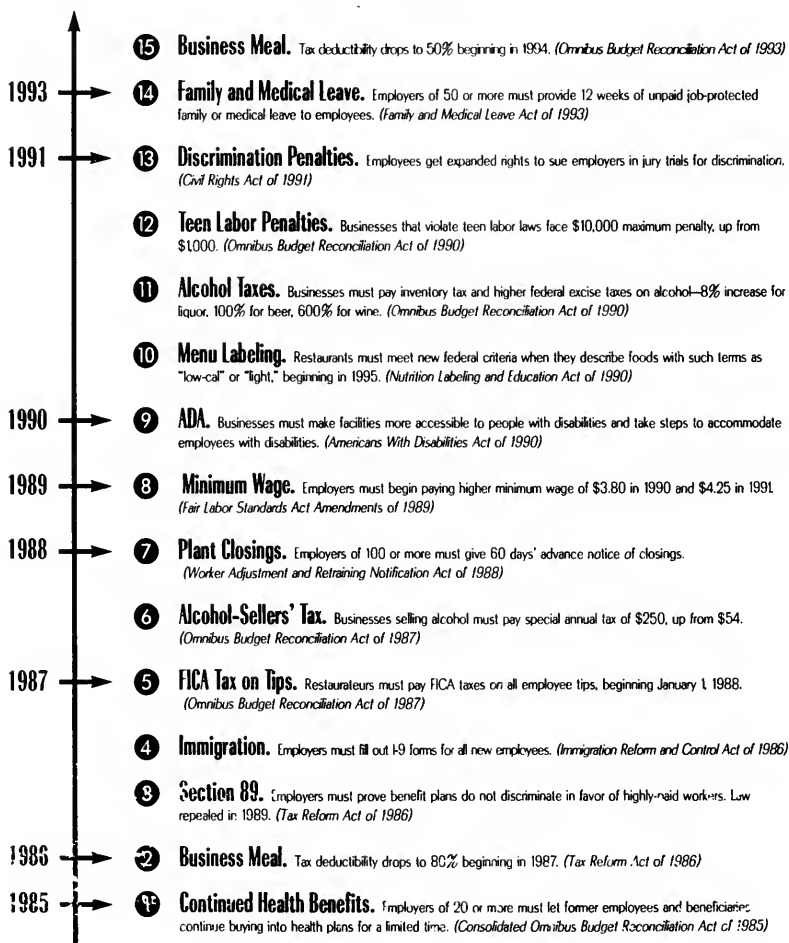 15 Business Meal. Tax deductibility drops to 50% beginning in 1994. (Omnibus Budget Reconciliation Act of 1993)
1993 14 Family and Medical Leave. Employers of 50 or more must provide 12 weeks of unpaid job-protected
family or medical leave to employees. (Family and Medical Leave Act of 1993)
1991 13 Discrimination Penalties. Employees get expanded rights to sue employers in jury trials for discrimination.
(Civil Rights Act of 1991)
12 Teen Labor Penalties. Businesses that violate teen labor laws face $10,000 maximum penalty, up from
$1,000. (Omnibus Budget Reconciliation Act of 1990)
11 Alcohol Taxes. Businesses must pay inventory tax and higher federal excise taxes on alcohol—8% increase for
liquor, 100% for beer, 600% for wine. (Omnibus Budget Reconciliation Act of 1990)
10 Menu Labeling. Restaurants must meet new federal criteria when they describe foods with such terms as
"low-cal" or "light," beginning in 1995. (Nutrition Labeling and Education Act of 1990)
1990 9 ADA. Businesses must make facilities more accessible to people with disabilities and take steps to accommodate
employees with disabilities. (Americans With Disabilities Act of 1990)
1989 8 Minimum Wage. Employers must begin paying higher minimum wage of $3.80 in 1990 and $4.25 in 1991.
(Fair Labor Standards Act Amendments of 1989)
1988 7 Plant Closings. Employers of 100 or more must give 60 days' advance notice of closings.
(Worker Adjustment and Retraining Notification Act of 1988)
6 Alcohol-Sellers' Tax. Businesses selling alcohol must pay special annual tax of $250, up from $54.
(Omnibus Budget Reconciliation Act of 1987)
1987 5 FICA Tax on Tips. Restaurateurs must pay FICA taxes on all employee tips, beginning January 1, 1988.
(Omnibus Budget Reconciliation Act of 1987)
4 Immigration. Employers must fill out I-9 forms for all new employees. (Immigration Reform and Control Act of 1986)
3 Section 89. Employers must prove benefit plans do not discriminate in favor of highly-paid workers. Law
repealed in 1989. (Tax Reform Act of 1986)
1986 2 Business Meal. Tax deductibility drops to 80% beginning in 1987. (Tax Reform Act of 1986)
1985 1 Continued Health Benefits. Employers of 20 or more must let former employees and beneficiaries
continue buying into health plans for a limited time. (Consolidated Omnibus Budget Reconciliation Act of 1985)